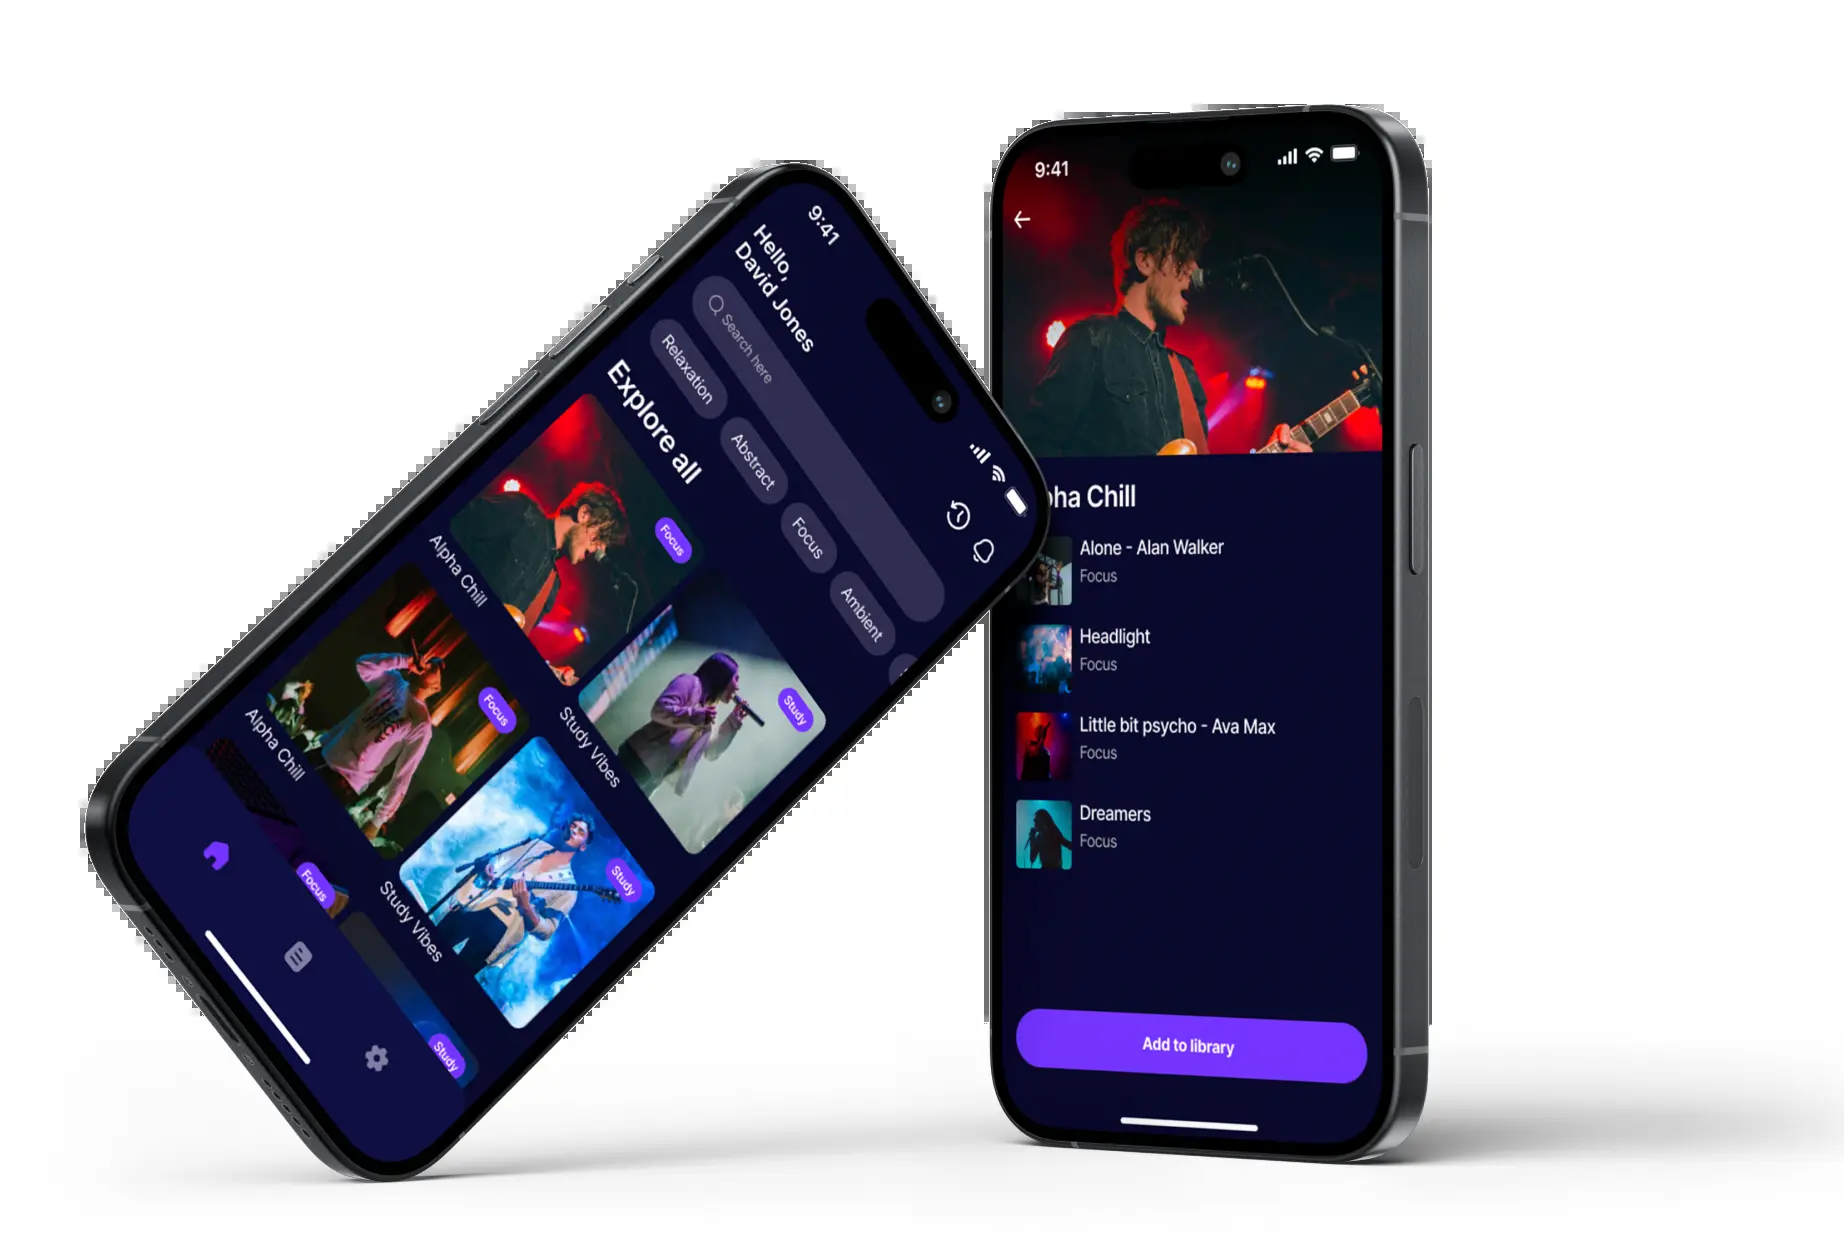 9:41
Hello,
David Jones
Search here
Relaxation
Abstract
Focus
Ambient
Explore all
Focus
Alpha Chill
Study
Study Vibes
Focus
Alpha Chill
Study
Study Vibes
Focus
Study
9:41
pha Chill
Alone - Alan Walker
Focus
Headlight
Focus
Little bit psycho - Ava Max
Focus
Dreamers
Focus
Add to library